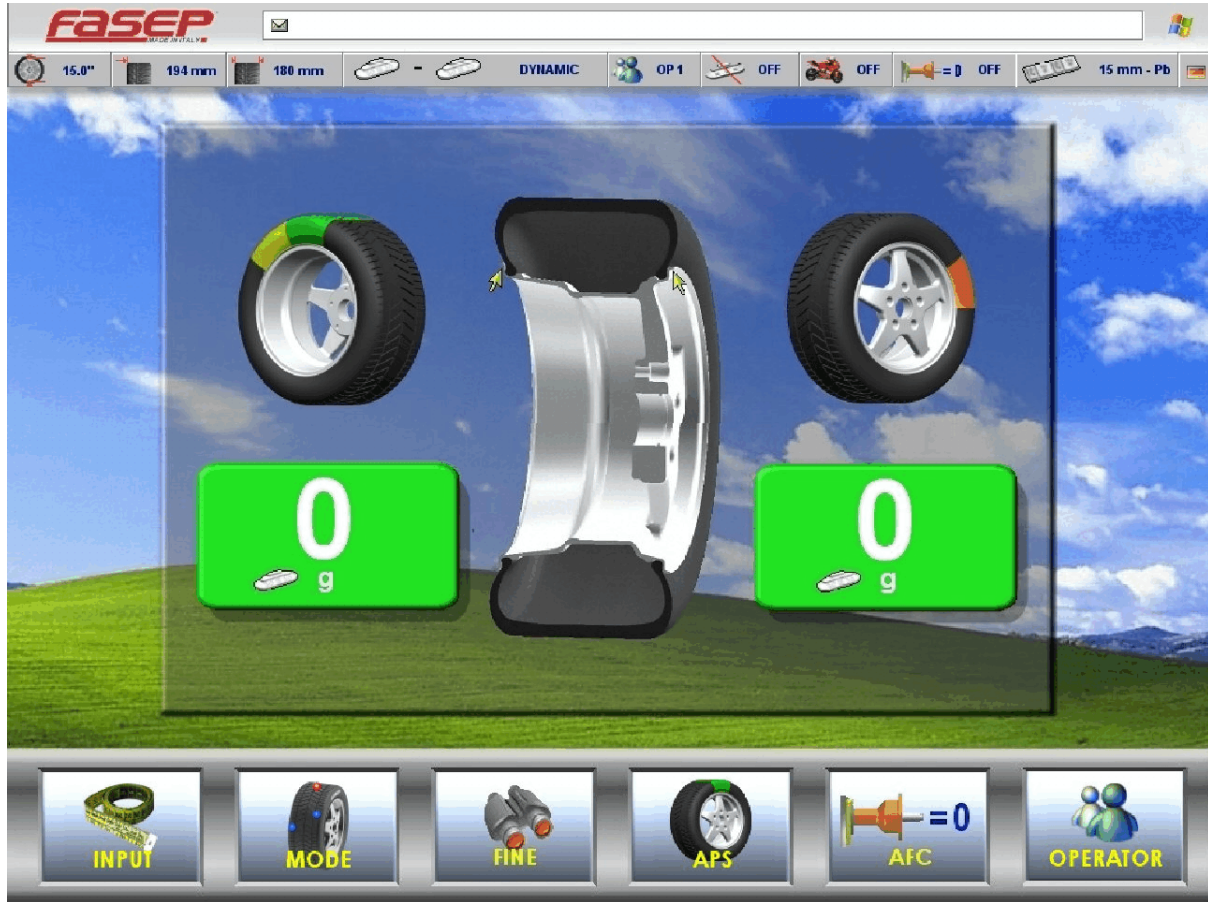 FASEP
MADE IN ITALY
15.0" 194 mm 180 mm - DYNAMIC OP 1 OFF OFF = 0 OFF 15 mm - Pb
0 0
g g
=0
INPUT MODE FINE APS AFC OPERATOR